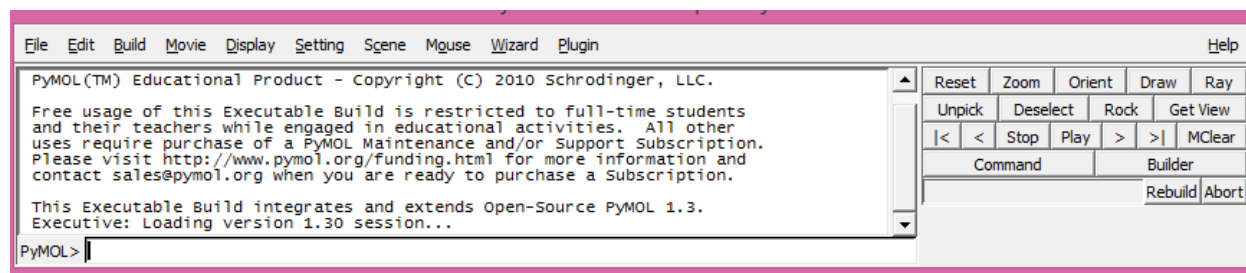 File Edit Build Movie Display Setting Scene Mouse Wizard Plugin Help
PyMOL(TM) Educational Product - Copyright (C) 2010 Schrodinger, LLC.
Free usage of this Executable Build is restricted to full-time students
and their teachers while engaged in educational activities. All other
uses require purchase of a PyMOL Maintenance and/or Support Subscription.
Please visit http://www.pymol.org/funding.html for more information and
contact sales@pymol.org when you are ready to purchase a Subscription.
This Executable Build integrates and extends Open-Source PyMOL 1.3.
Executive: Loading version 1.30 session...
PyMOL>
Reset Zoom Orient Draw Ray
Unpick Deselect Rock Get View
|< < Stop Play > >| MClear
Command Builder
Rebuild Abort